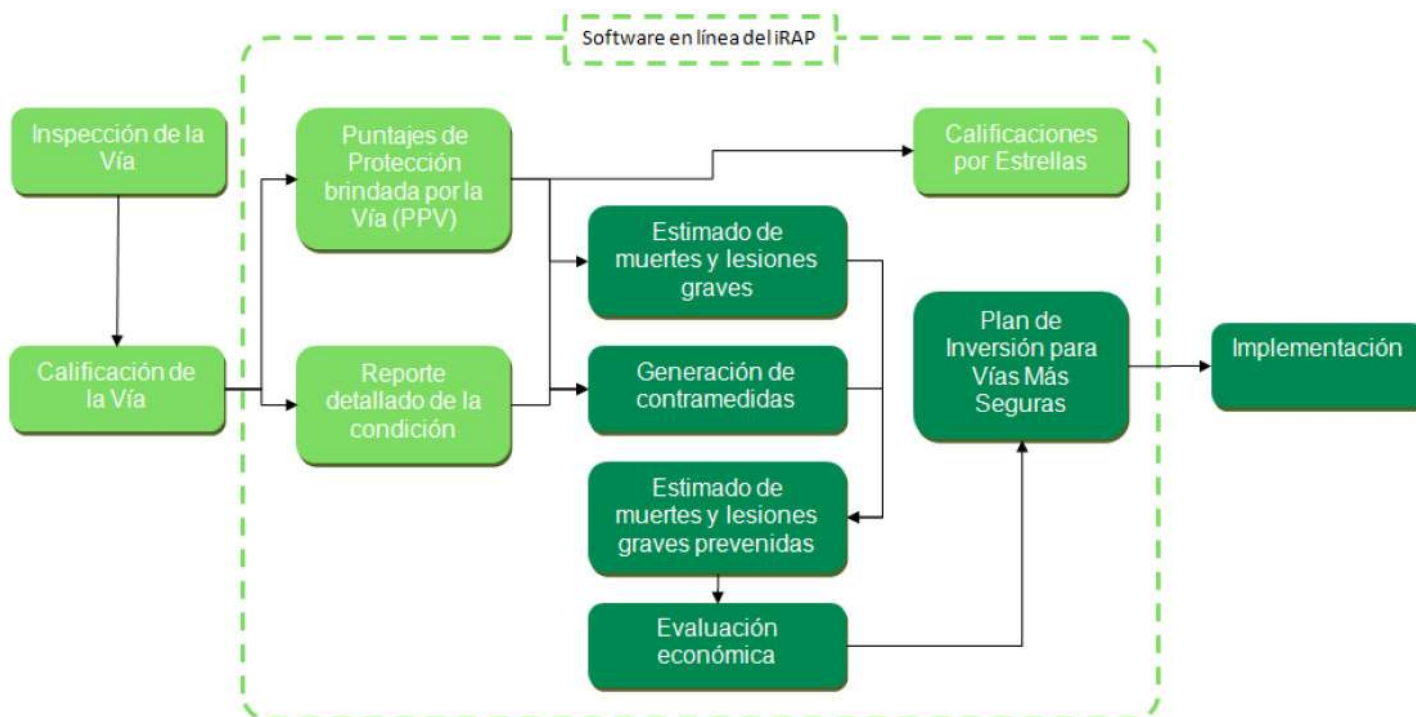 Software en línea del iRAP
Inspección de la
Vía
Calificación de
la Vía
Puntajes de
Protección
brindada por la
Vía (PPV)
Reporte
detallado de la
condición
Calificaciones
por Estrellas
Estimado de
muertes y lesiones
graves
Generación de
contramedidas
Estimado de
muertes y lesiones
graves prevenidas
Evaluación
económica
Plan de
Inversión para
Vías Más
Seguras
Implementación